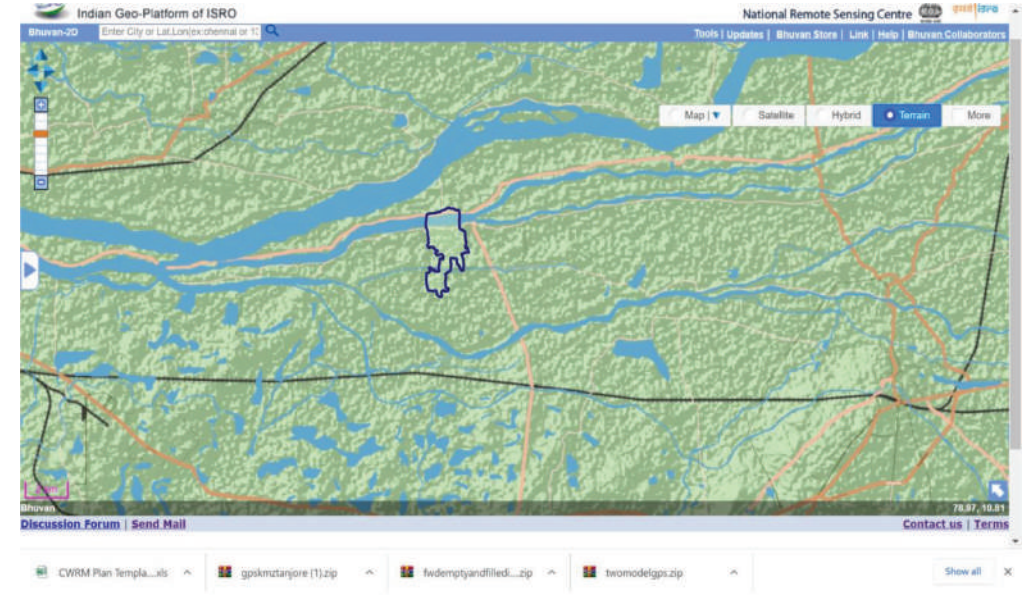 Indian Geo-Platform of ISRO
National Remote Sensing Centre
इसरो isro
Bhuvan-2D
Enter City or Lat,Lon(ex:chennai or 1:
Tools | Updates | Bhuvan Store | Link | Help | Bhuvan Collaborators
Map | ▼ Satellite Hybrid Terrain More
Bhuvan
78.97, 10.81
Discussion Forum | Send Mail
Contact us | Terms
CWRM Plan Templa....xls
gpskmztanjore (1).zip
fwdemptyandfilledi....zip
twomodelgps.zip
Show all